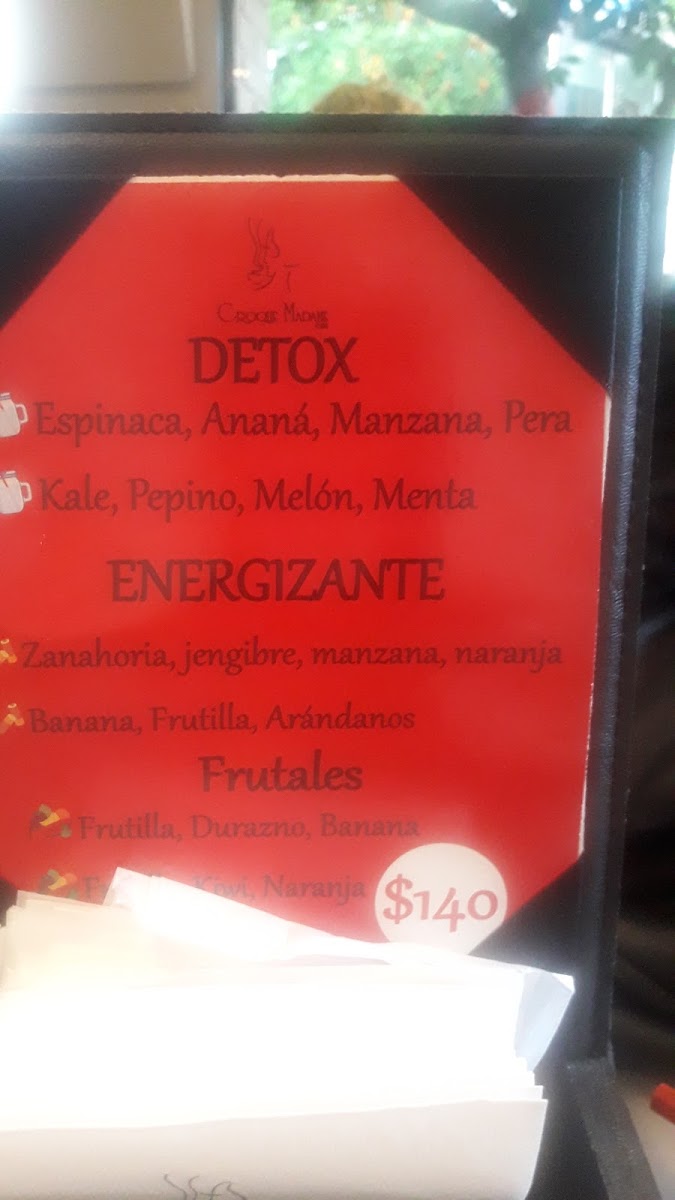 CROQUE MADAME
DETOX
Espinaca, Ananá, Manzana, Pera
Kale, Pepino, Melón, Menta
ENERGIZANTE
Zanahoria, jengibre, manzana, naranja
Banana, Frutilla, Arándanos
Frutales
Frutilla, Durazno, Banana
Kiwi, Naranja
$140